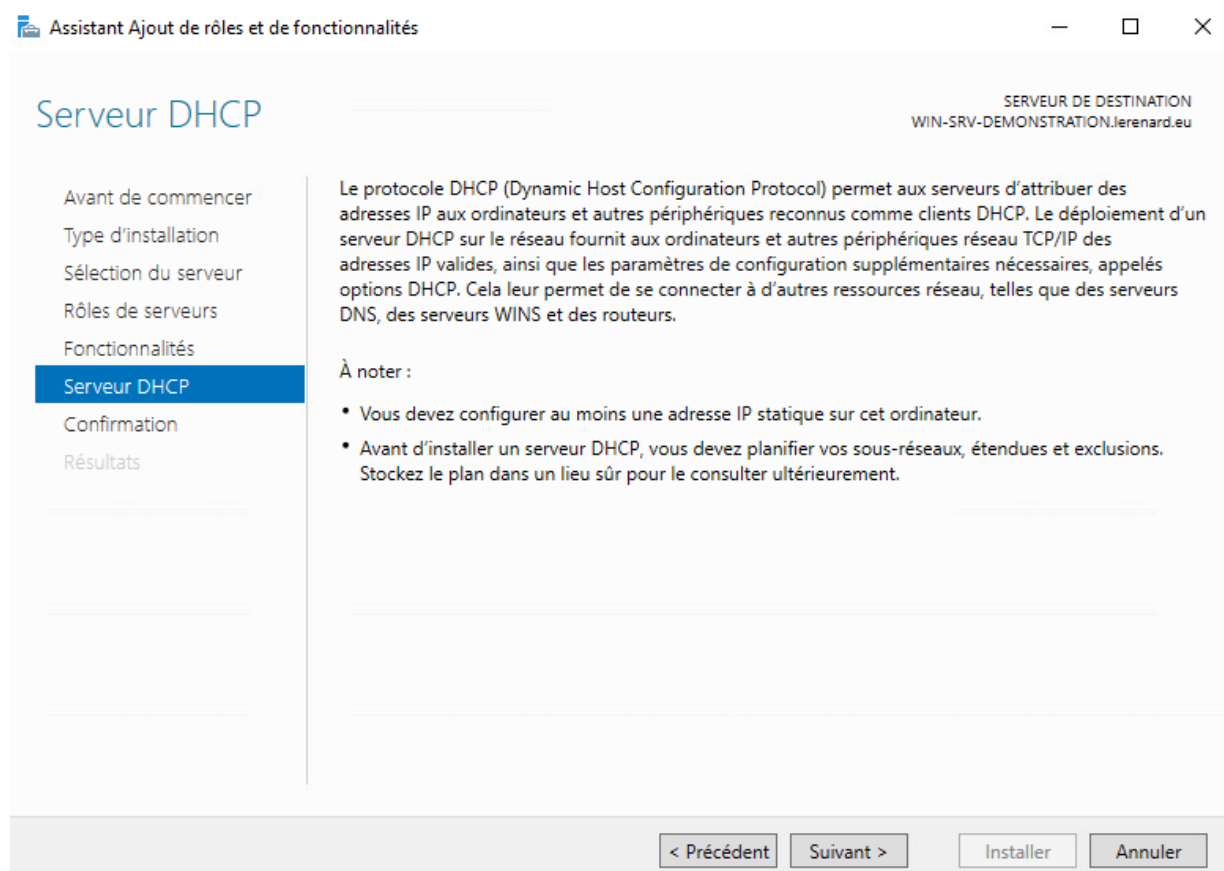 Assistant Ajout de rôles et de fonctionnalités
Serveur DHCP
SERVEUR DE DESTINATION
WIN-SRV-DEMONSTRATION.lerenard.eu
Avant de commencer
Type d'installation
Sélection du serveur
Rôles de serveurs
Fonctionnalités
Serveur DHCP
Confirmation
Résultats
Le protocole DHCP (Dynamic Host Configuration Protocol) permet aux serveurs d'attribuer des
adresses IP aux ordinateurs et autres périphériques reconnus comme clients DHCP. Le déploiement d'un
serveur DHCP sur le réseau fournit aux ordinateurs et autres périphériques réseau TCP/IP des
adresses IP valides, ainsi que les paramètres de configuration supplémentaires nécessaires, appelés
options DHCP. Cela leur permet de se connecter à d'autres ressources réseau, telles que des serveurs
DNS, des serveurs WINS et des routeurs.
À noter :
• Vous devez configurer au moins une adresse IP statique sur cet ordinateur.
• Avant d'installer un serveur DHCP, vous devez planifier vos sous-réseaux, étendues et exclusions.
Stockez le plan dans un lieu sûr pour le consulter ultérieurement.
< Précédent
Suivant >
Installer
Annuler